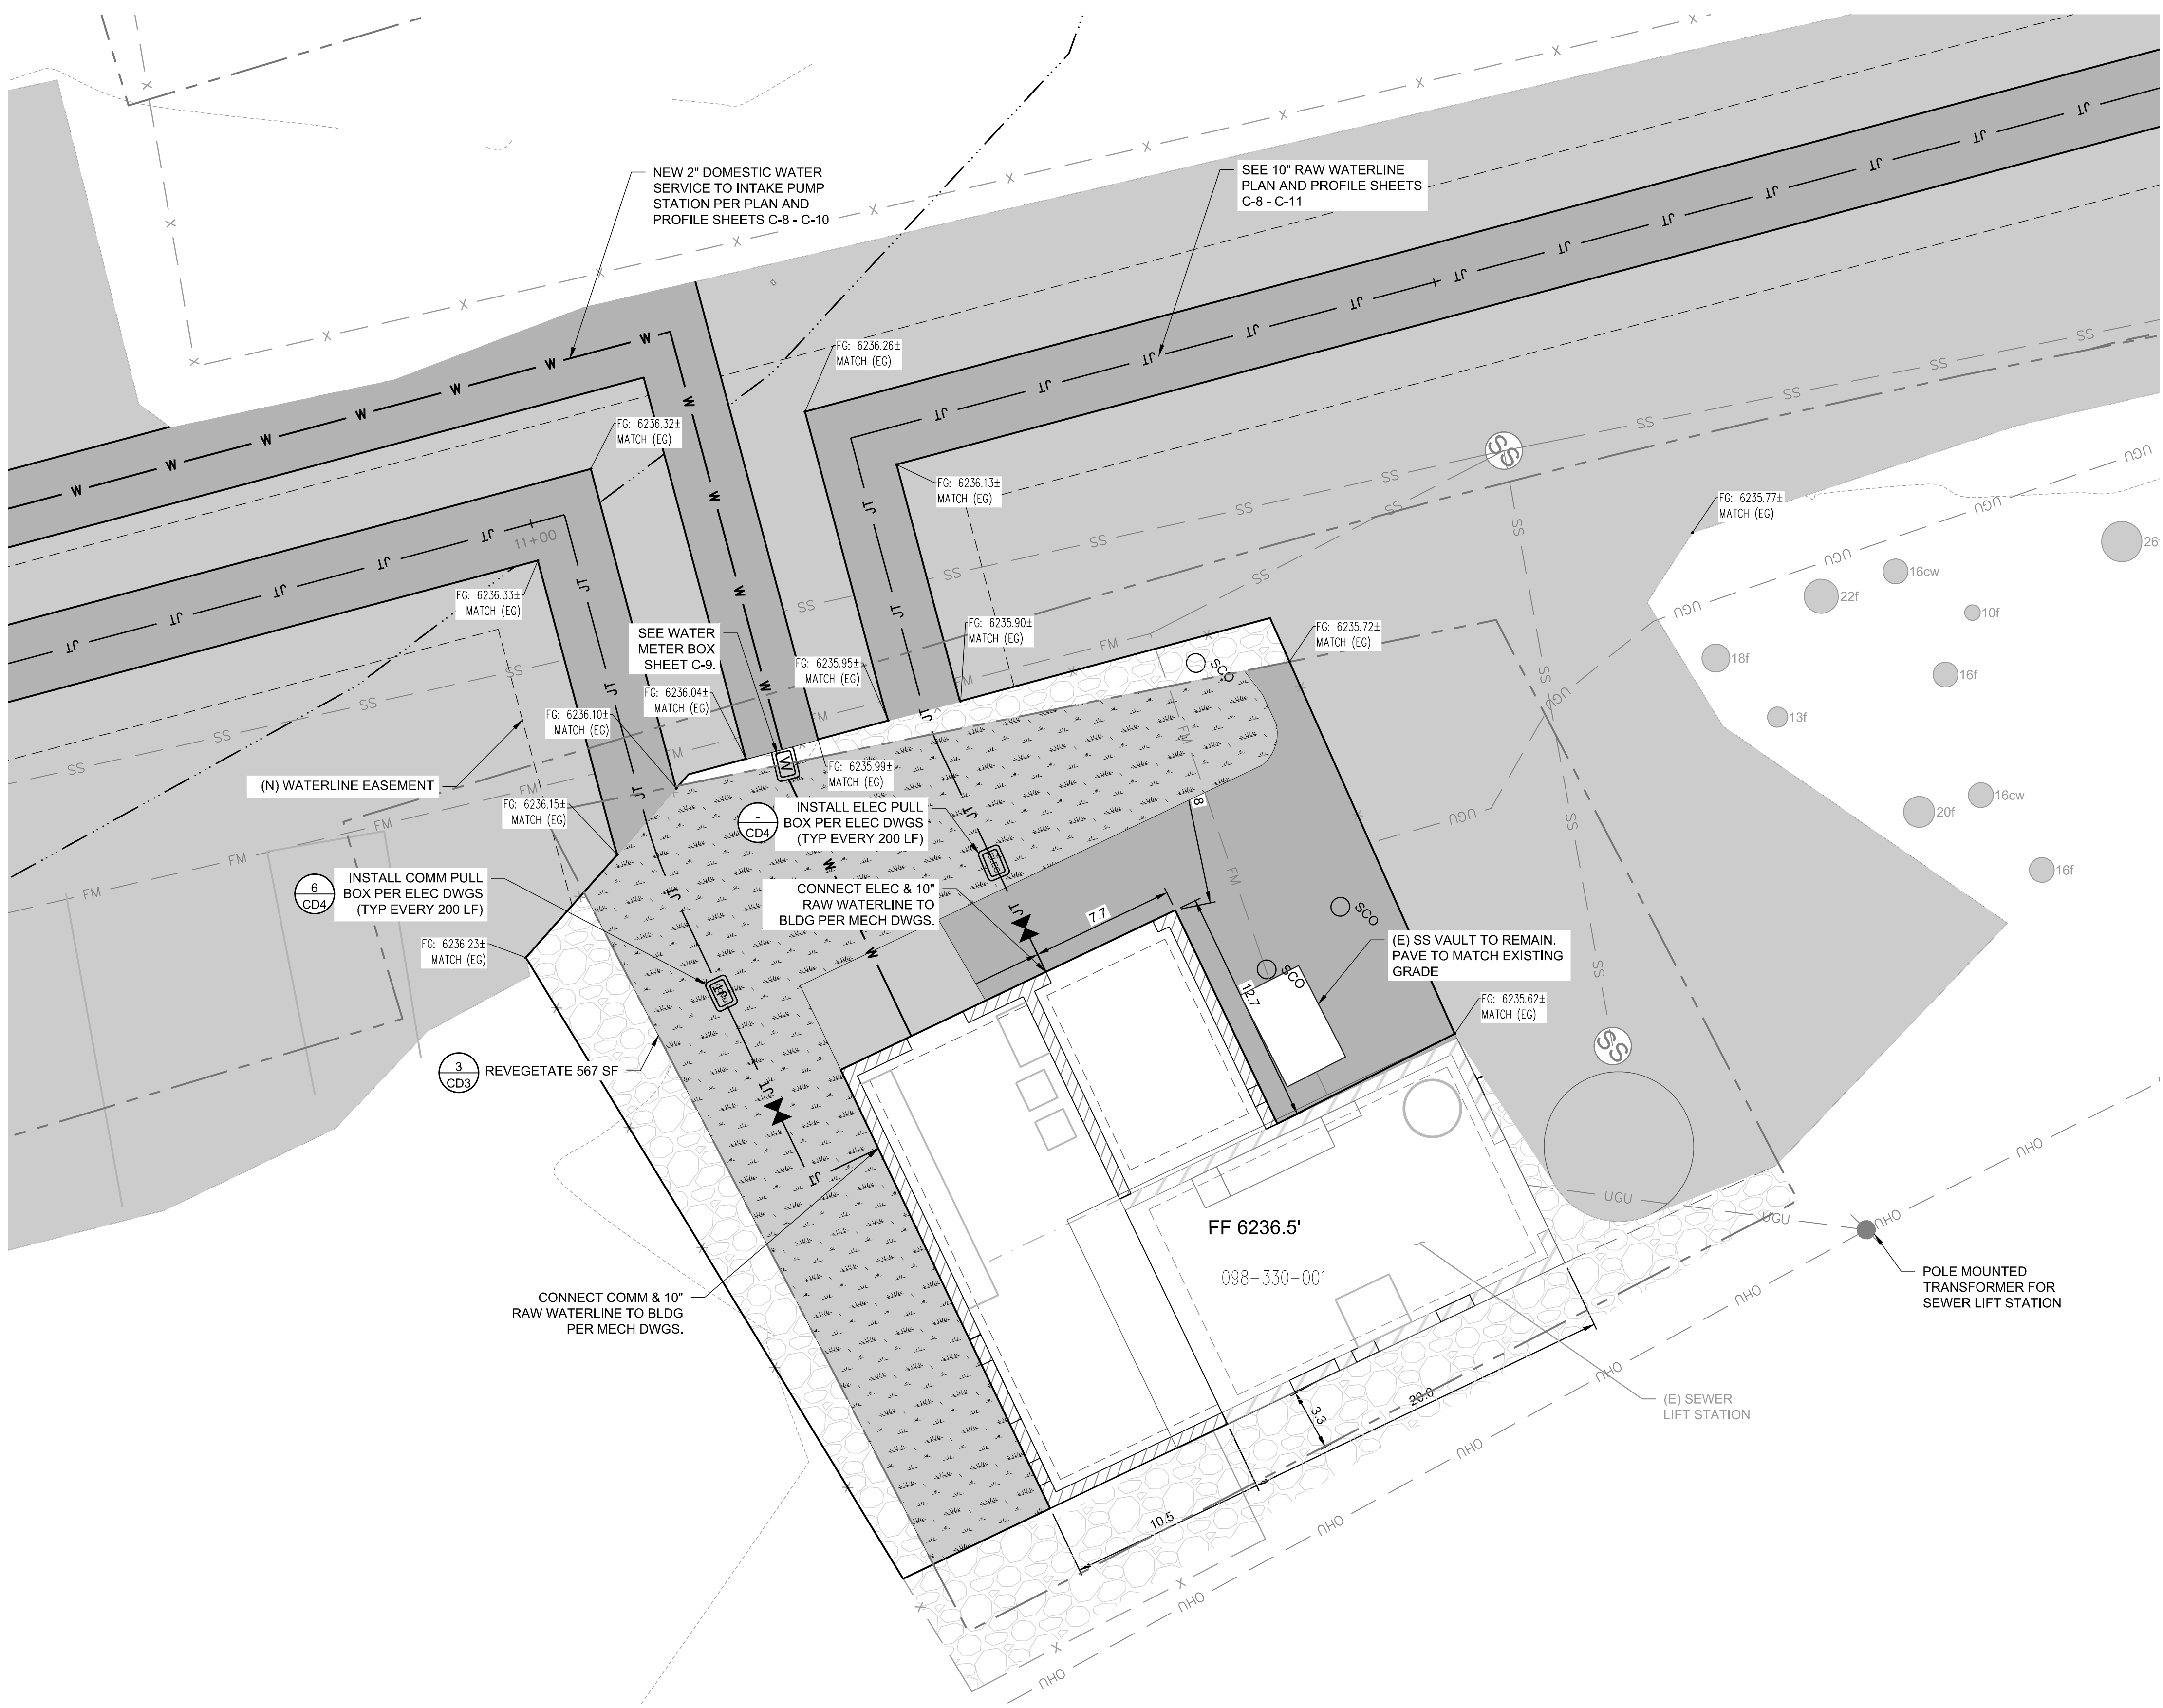 NEW 2" DOMESTIC WATER
SERVICE TO INTAKE PUMP
STATION PER PLAN AND
PROFILE SHEETS C-8 - C-10
SEE 10" RAW WATERLINE
PLAN AND PROFILE SHEETS
C-8 - C-11
FG: 6236.26±
MATCH (EG)
FG: 6236.32±
MATCH (EG)
FG: 6236.13±
MATCH (EG)
FG: 6235.77±
MATCH (EG)
11+00
FG: 6236.33±
MATCH (EG)
SEE WATER
METER BOX
SHEET C-9.
FG: 6235.90±
MATCH (EG)
FG: 6235.72±
MATCH (EG)
FG: 6235.95±
MATCH (EG)
FG: 6236.04±
MATCH (EG)
FG: 6236.10±
MATCH (EG)
FG: 6235.99±
MATCH (EG)
(N) WATERLINE EASEMENT
FG: 6236.15±
MATCH (EG)
-
CD4
INSTALL ELEC PULL
BOX PER ELEC DWGS
(TYP EVERY 200 LF)
6
CD4
INSTALL COMM PULL
BOX PER ELEC DWGS
(TYP EVERY 200 LF)
CONNECT ELEC & 10"
RAW WATERLINE TO
BLDG PER MECH DWGS.
FG: 6236.23±
MATCH (EG)
(E) SS VAULT TO REMAIN.
PAVE TO MATCH EXISTING
GRADE
FG: 6235.62±
MATCH (EG)
3
CD3
REVEGETATE 567 SF
FF 6236.5'
098-330-001
CONNECT COMM & 10"
RAW WATERLINE TO BLDG
PER MECH DWGS.
POLE MOUNTED
TRANSFORMER FOR
SEWER LIFT STATION
(E) SEWER
LIFT STATION
8
7.7
12.7
3.3
20.0
10.5
SCO
SCO
SCO
SS
SS
W
JT
FM
UGU
OHU
X
16cw
22f
10f
18f
16f
13f
16cw
20f
16f